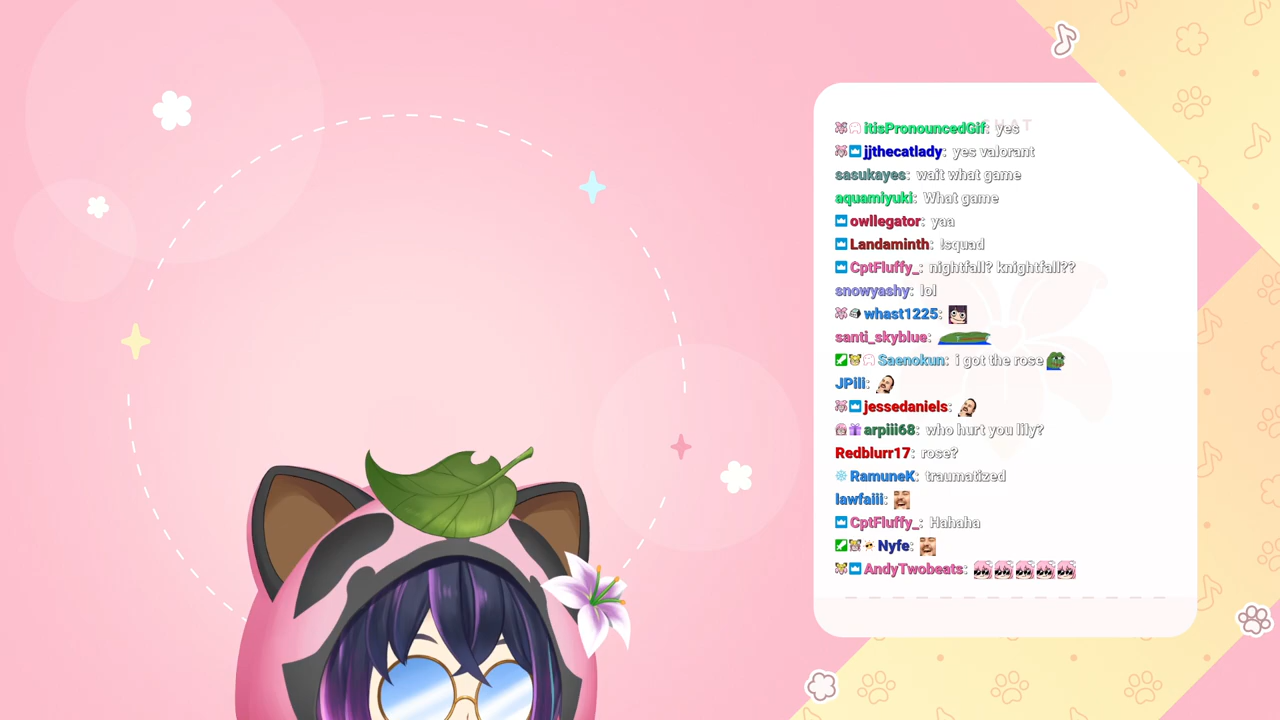 CHAT
itisPronouncedGif: yes
jjthecatlady: yes valorant
sasukayes: wait what game
aquamiyuki: What game
owllegator: yaa
Landaminth: !squad
CptFluffy_: nightfall? knightfall??
snowyashy: lol
whast1225:
santi_skyblue:
Saenokun: i got the rose
JPili:
jessedaniels:
arpiii68: who hurt you lily?
Redblurr17: rose?
RamuneK: traumatized
lawfaiii:
CptFluffy_: Hahaha
Nyfe:
AndyTwobeats: